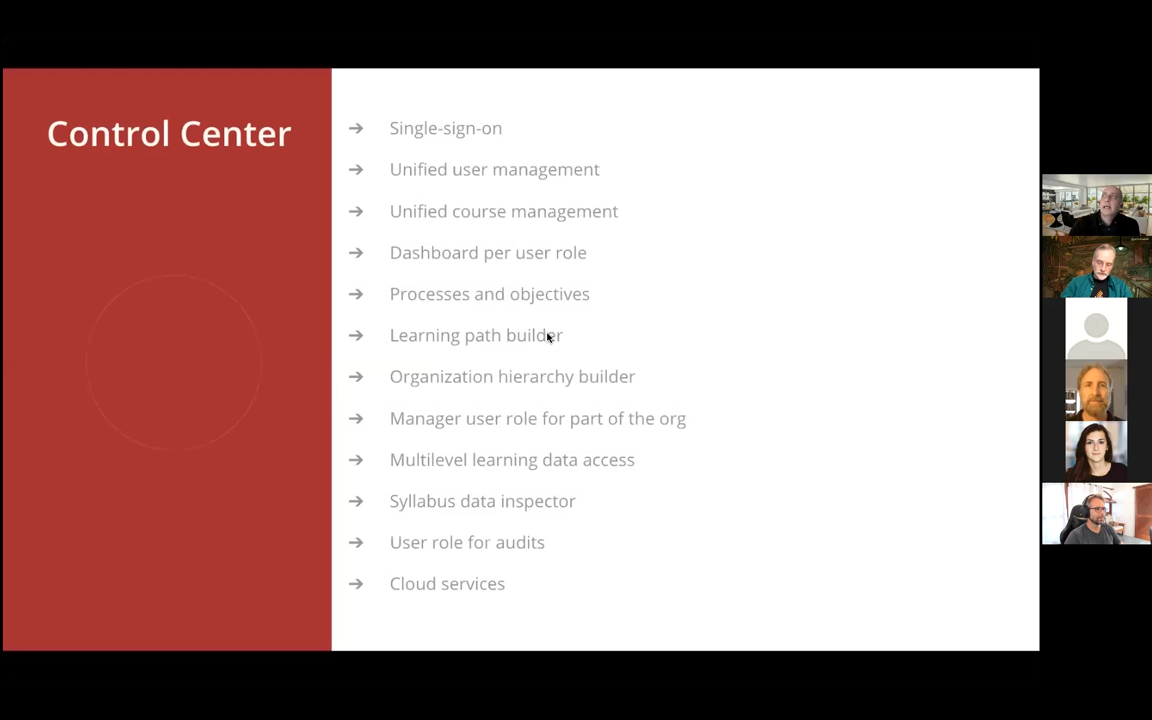 Control Center
➔ Single-sign-on
➔ Unified user management
➔ Unified course management
➔ Dashboard per user role
➔ Processes and objectives
➔ Learning path builder
➔ Organization hierarchy builder
➔ Manager user role for part of the org
➔ Multilevel learning data access
➔ Syllabus data inspector
➔ User role for audits
➔ Cloud services